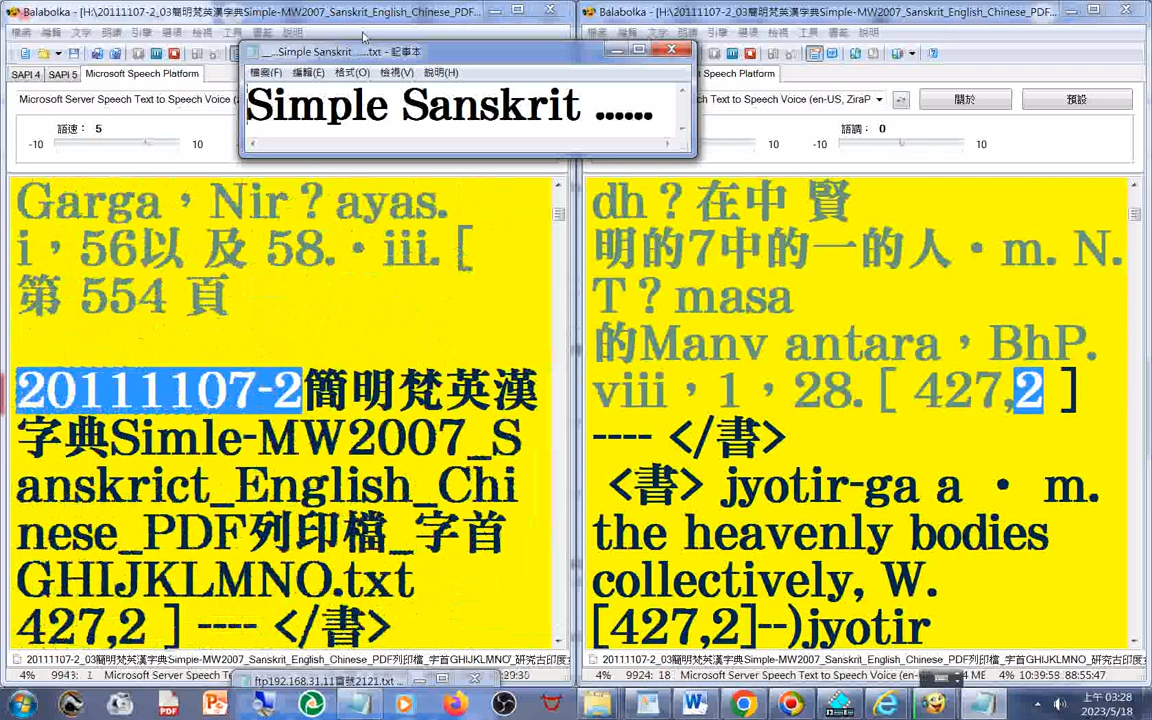 Balabolka - [H:\20111107-2_03簡明梵英漢字典Simple-MW2007_Sanskrit_English_Chinese_PDF...
Balabolka - [H:\20111107-2_03簡明梵英漢字典Simple-MW2007_Sanskrit_English_Chinese_PDF...
__...Simple Sanskrit ......txt - 記事本
檔案(F) 編輯(E) 格式(O) 檢視(V) 說明(H)
Simple Sanskrit ......
SAPI 4 SAPI 5 Microsoft Speech Platform
t Speech Platform
Microsoft Server Speech Text to Speech Voice (
ch Text to Speech Voice (en-US, ZiraP
關於
預設
語速： 5
-10 10
語調： 0
10 -10 10
Garga，Nir？ayas.
i，56以 及 58.‧iii. [
第 554 頁
20111107-2簡明梵英漢
字典Simle-MW2007_S
anskrict_English_Chi
nese_PDF列印檔_字首
GHIJKLMNO.txt
427,2 ] ---- </書>
dh？在中 賢
明的7中的一的人‧m. N.
T？masa
的Manv antara，BhP.
viii，1，28. [ 427,2 ]
---- </書>
<書> jyotir-ga a ‧ m.
the heavenly bodies
collectively, W.
[427,2]--)jyotir
20111107-2_03簡明梵英漢字典Simple-MW2007_Sanskrit_English_Chinese_PDF列印檔_字首GHIJKLMNO_研究古印度
20111107-2_03簡明梵英漢字典Simple-MW2007_Sanskrit_English_Chinese_PDF列印檔_字首GHIJKLMNO_研究古印度
4% 9943: 1 Microsoft Server Speech Text
ftp192.168.31.11
2121.txt
:29:30
4% 9924: 18 Microsoft Server Speech Text to Speech
10:39:53 88:55:47
上午 03:28
2023/5/18